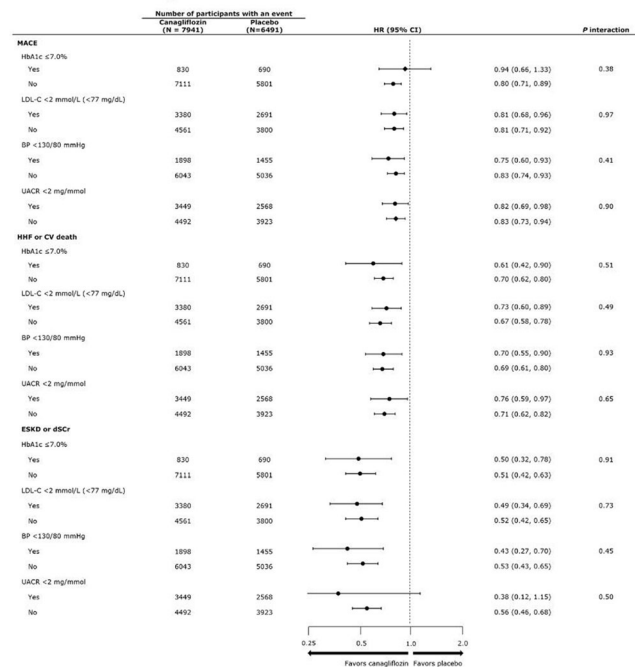 Number of participants with an event
Canagliflozin (N = 7941) Placebo (N=6491) HR (95% CI) P interaction
MACE
HbA1c ≤7.0%
Yes 830 690 0.94 (0.66, 1.33) 0.38
No 7111 5801 0.80 (0.71, 0.89)
LDL-C <2 mmol/L (<77 mg/dL)
Yes 3380 2691 0.81 (0.68, 0.96) 0.97
No 4561 3800 0.81 (0.71, 0.92)
BP <130/80 mmHg
Yes 1898 1455 0.75 (0.60, 0.93) 0.41
No 6043 5036 0.83 (0.74, 0.93)
UACR <2 mg/mmol
Yes 3449 2568 0.82 (0.69, 0.98) 0.90
No 4492 3923 0.83 (0.73, 0.94)
HHF or CV death
HbA1c ≤7.0%
Yes 830 690 0.61 (0.42, 0.90) 0.51
No 7111 5801 0.70 (0.62, 0.80)
LDL-C <2 mmol/L (<77 mg/dL)
Yes 3380 2691 0.73 (0.60, 0.89) 0.49
No 4561 3800 0.67 (0.58, 0.78)
BP <130/80 mmHg
Yes 1898 1455 0.70 (0.55, 0.90) 0.93
No 6043 5036 0.69 (0.61, 0.80)
UACR <2 mg/mmol
Yes 3449 2568 0.76 (0.59, 0.97) 0.65
No 4492 3923 0.71 (0.62, 0.82)
ESKD or dSCr
HbA1c ≤7.0%
Yes 830 690 0.50 (0.32, 0.78) 0.91
No 7111 5801 0.51 (0.42, 0.63)
LDL-C <2 mmol/L (<77 mg/dL)
Yes 3380 2691 0.49 (0.34, 0.69) 0.73
No 4561 3800 0.52 (0.42, 0.65)
BP <130/80 mmHg
Yes 1898 1455 0.43 (0.27, 0.70) 0.45
No 6043 5036 0.53 (0.43, 0.65)
UACR <2 mg/mmol
Yes 3449 2568 0.38 (0.12, 1.15) 0.50
No 4492 3923 0.56 (0.46, 0.68)
0.25 0.5 1.0 2.0
Favors canagliflozin Favors placebo